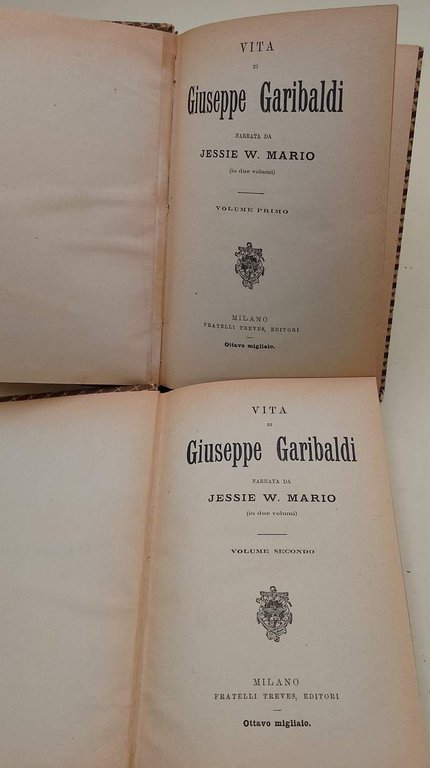 VITA
DI
Giuseppe Garibaldi
NARRATA DA
JESSIE W. MARIO
(in due volumi)
VOLUME PRIMO
MILANO
FRATELLI TREVES, EDITORI
Ottavo migliaio.
VITA
DI
Giuseppe Garibaldi
NARRATA DA
JESSIE W. MARIO
(in due volumi)
VOLUME SECONDO
MILANO
FRATELLI TREVES, EDITORI
Ottavo migliaio.